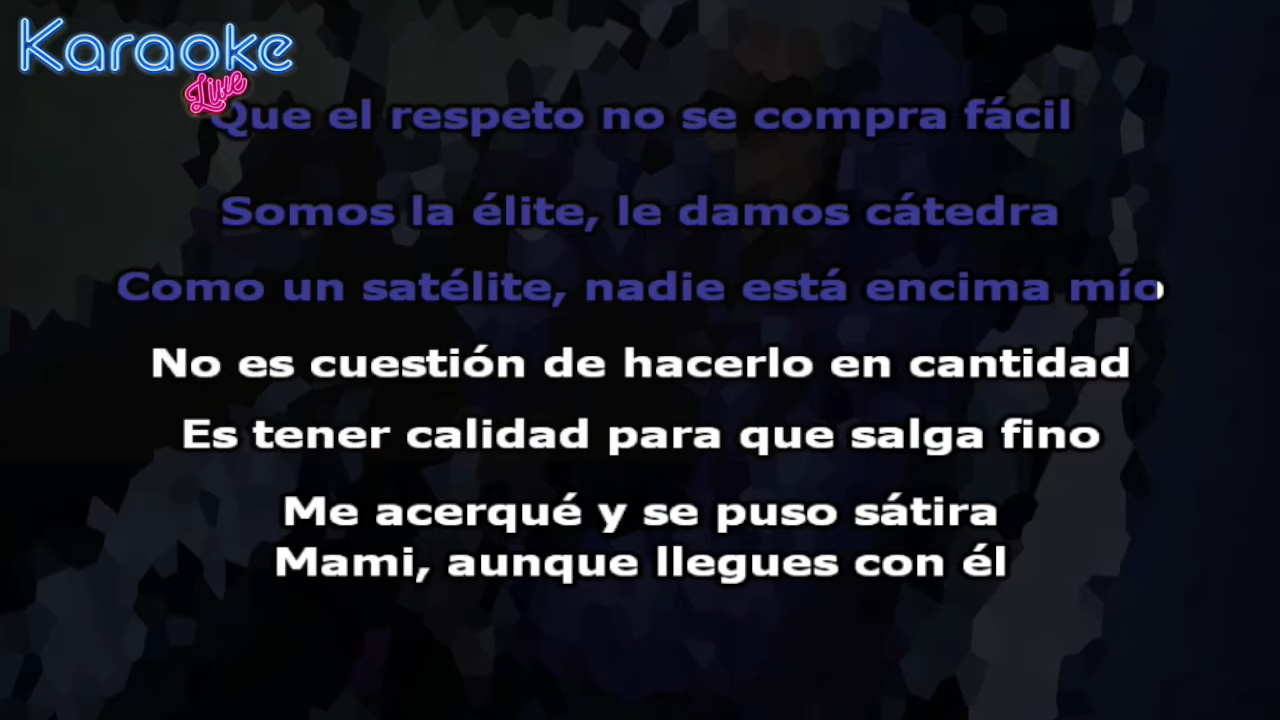 Karaoke
Live
Que el respeto no se compra fácil
Somos la élite, le damos cátedra
Como un satélite, nadie está encima mío
No es cuestión de hacerlo en cantidad
Es tener calidad para que salga fino
Me acerqué y se puso sátira
Mami, aunque llegues con él